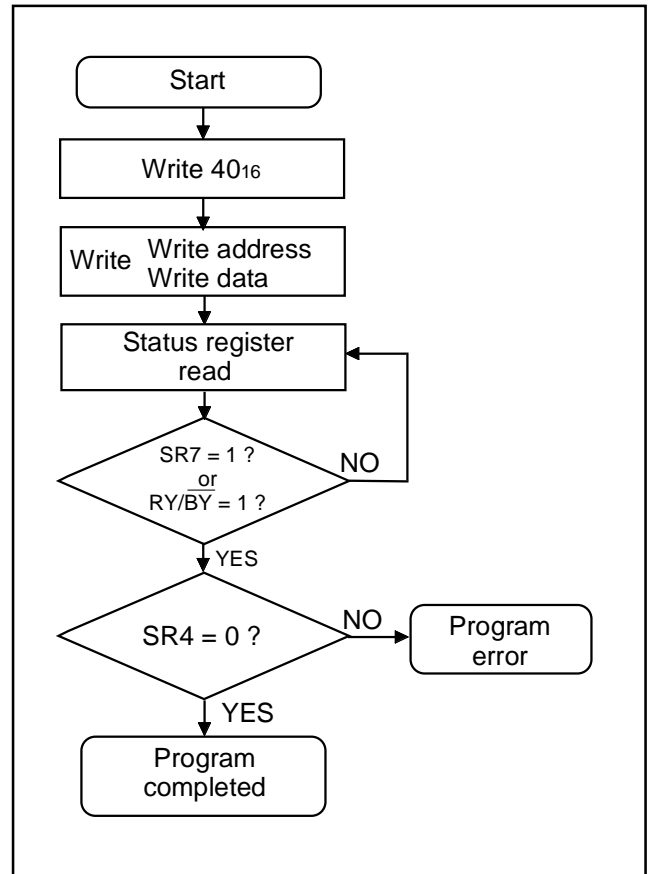 Start
Write 40₁₆
Write Write address
Write data
Status register
read
SR7 = 1 ?
or
RY/B̅Y̅ = 1 ?
NO
YES
SR4 = 0 ?
NO
Program
error
YES
Program
completed